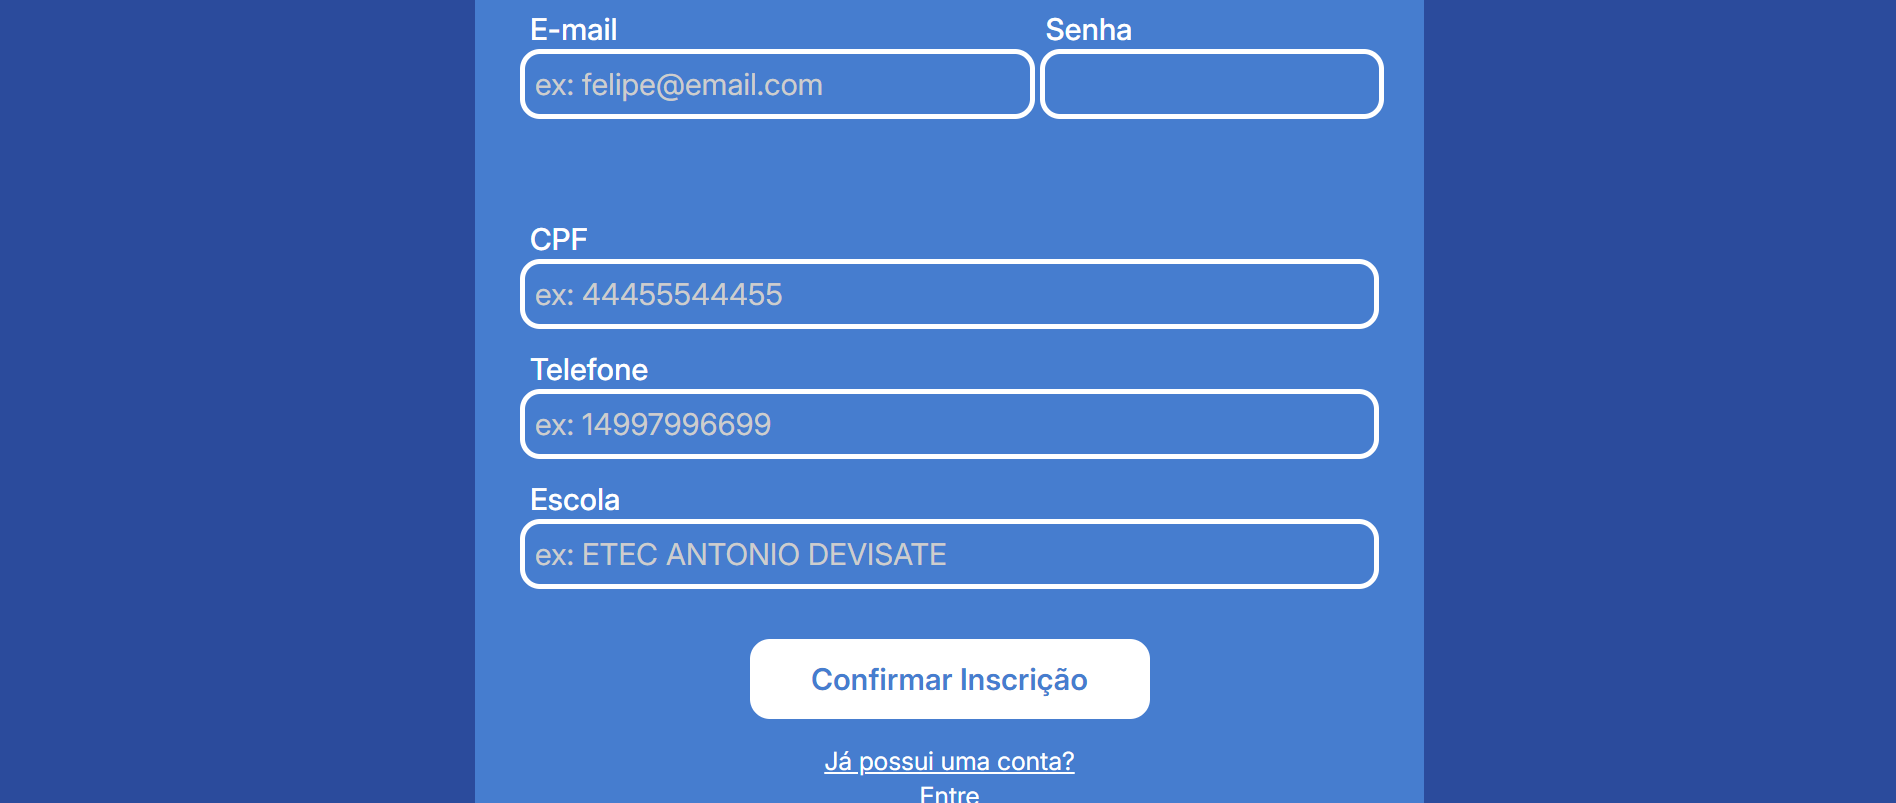 E-mail Senha
ex: felipe@email.com
CPF
ex: 44455544455
Telefone
ex: 14997996699
Escola
ex: ETEC ANTONIO DEVISATE
Confirmar Inscrição
Já possui uma conta?
Entre